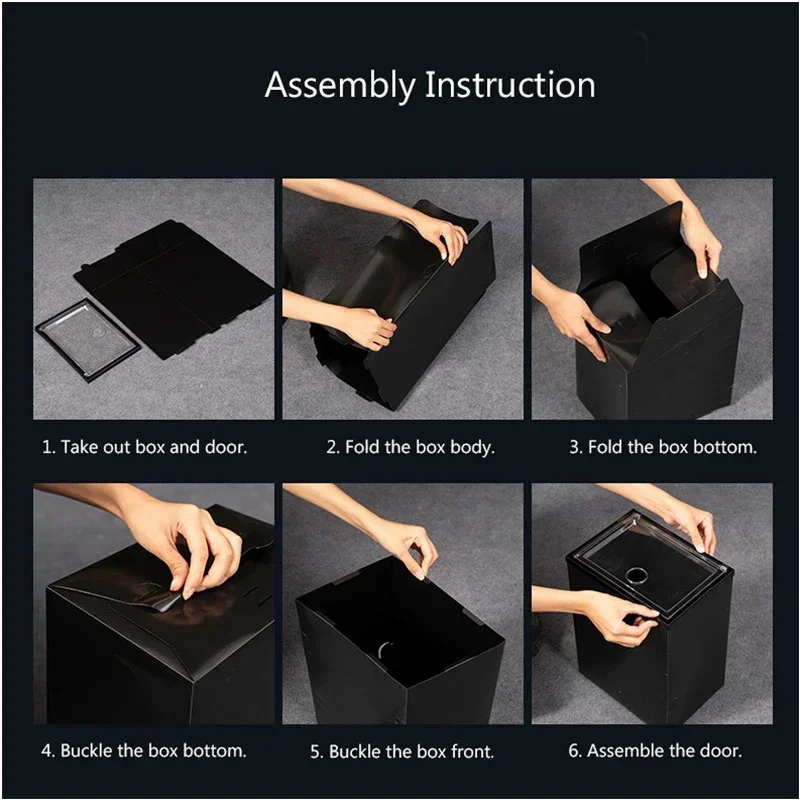 Assembly Instruction
1. Take out box and door.
2. Fold the box body.
3. Fold the box bottom.
4. Buckle the box bottom.
5. Buckle the box front.
6. Assemble the door.